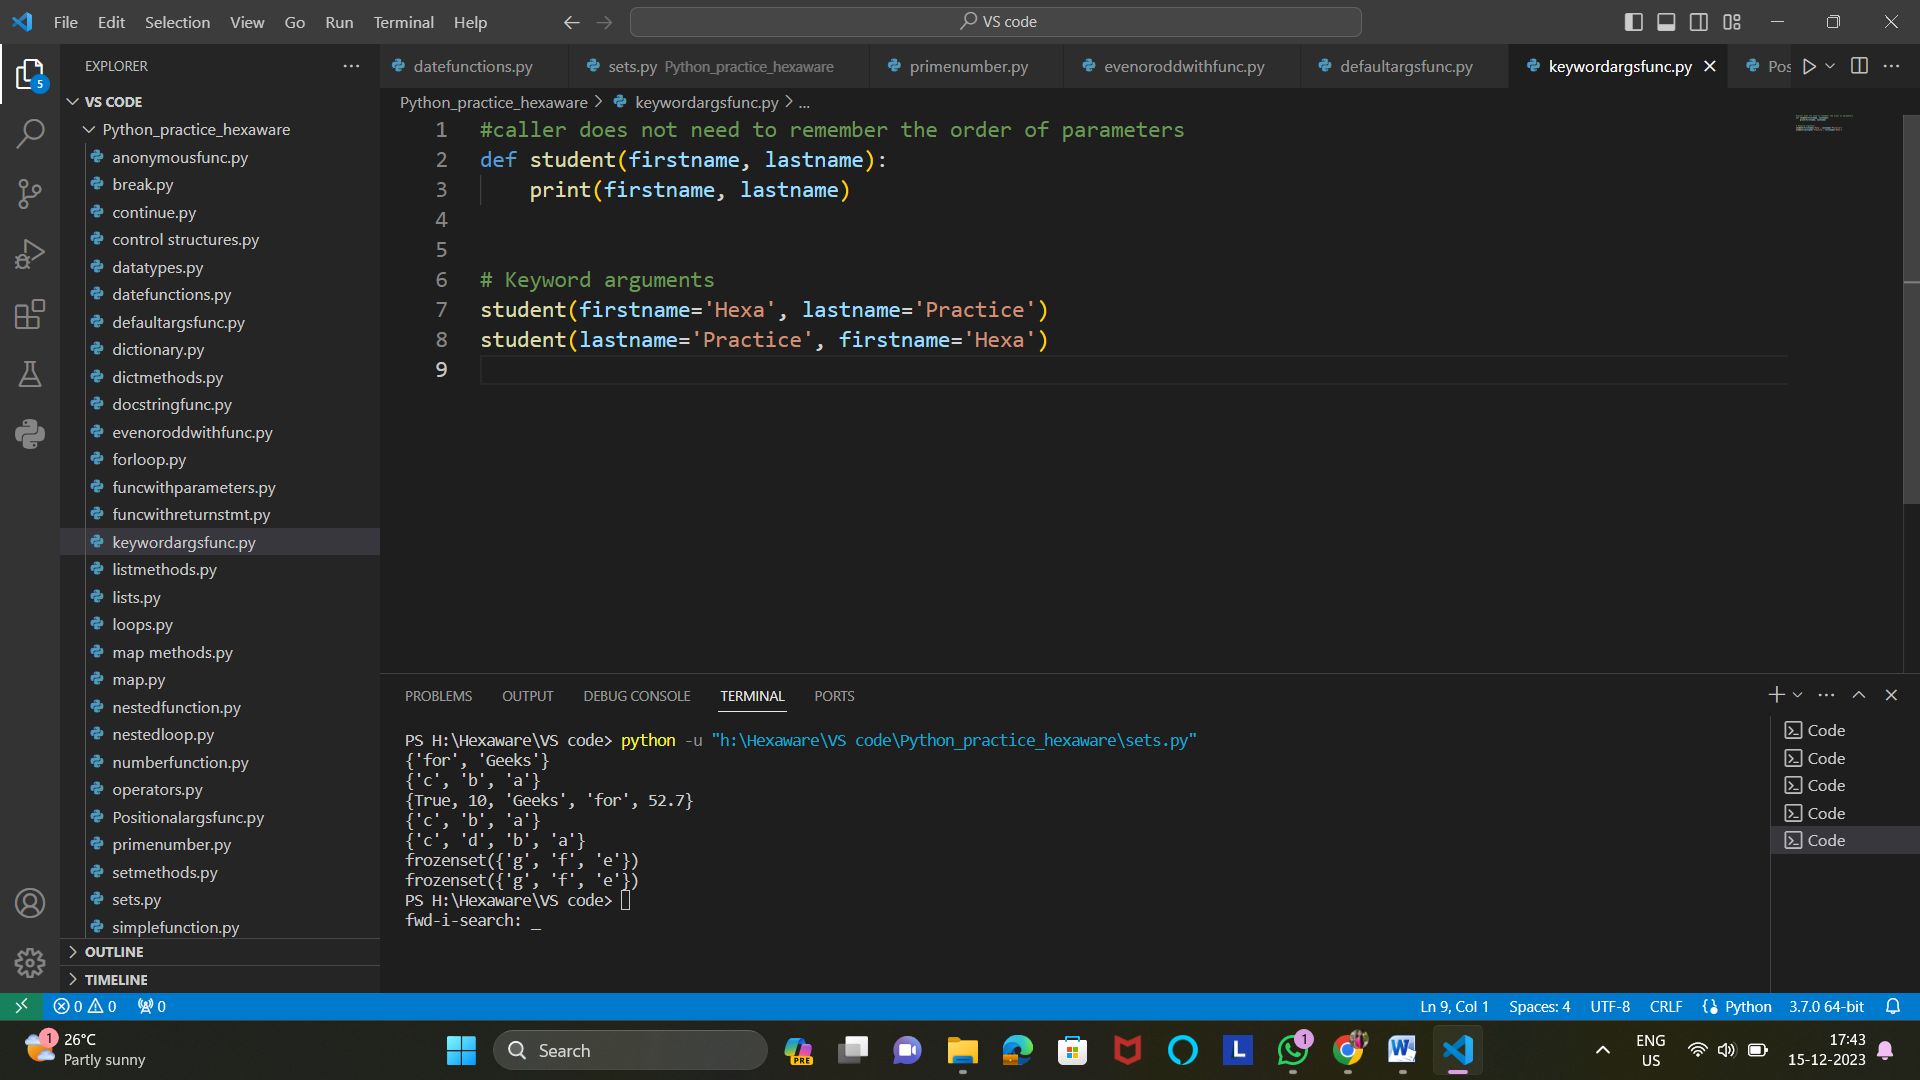 File Edit Selection View Go Run Terminal Help
VS code
EXPLORER
VS CODE
Python_practice_hexaware
anonymousfunc.py
break.py
continue.py
control structures.py
datatypes.py
datefunctions.py
defaultargsfunc.py
dictionary.py
dictmethods.py
docstringfunc.py
evenoroddwithfunc.py
forloop.py
funcwithparameters.py
funcwithreturnstmt.py
keywordargsfunc.py
listmethods.py
lists.py
loops.py
map methods.py
map.py
nestedfunction.py
nestedloop.py
numberfunction.py
operators.py
Positionalargsfunc.py
primenumber.py
setmethods.py
sets.py
simplefunction.py
OUTLINE
TIMELINE
5
datefunctions.py sets.py Python_practice_hexaware primenumber.py evenoroddwithfunc.py defaultargsfunc.py keywordargsfunc.py Pos
Python_practice_hexaware > keywordargsfunc.py > ...
1 #caller does not need to remember the order of parameters
2 def student(firstname, lastname):
3 print(firstname, lastname)
4
5
6 # Keyword arguments
7 student(firstname='Hexa', lastname='Practice')
8 student(lastname='Practice', firstname='Hexa')
9
PROBLEMS OUTPUT DEBUG CONSOLE TERMINAL PORTS
PS H:\Hexaware\VS code> python -u "h:\Hexaware\VS code\Python_practice_hexaware\sets.py"
{'for', 'Geeks'}
{'c', 'b', 'a'}
{True, 10, 'Geeks', 'for', 52.7}
{'c', 'b', 'a'}
{'c', 'd', 'b', 'a'}
frozenset({'g', 'f', 'e'})
frozenset({'g', 'f', 'e'})
PS H:\Hexaware\VS code>
fwd-i-search: _
Code
Code
Code
Code
Code
0 0 0
Ln 9, Col 1 Spaces: 4 UTF-8 CRLF Python 3.7.0 64-bit
1
26°C
Partly sunny
Search
PRE
L
1
ENG
US
17:43
15-12-2023